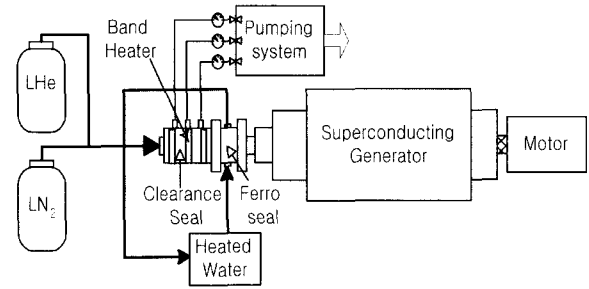 Band
Heater
Pumping
system
LHe
LN₂
Clearance
Seal
Ferro
seal
Superconducting
Generator
Motor
Heated
Water